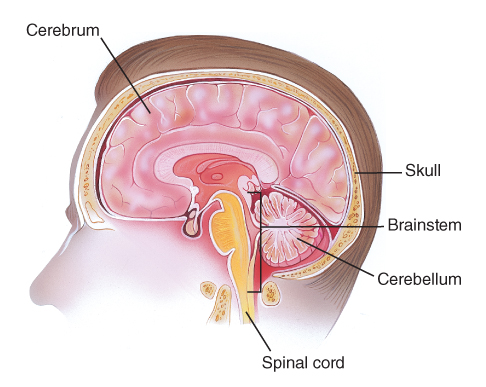 Cerebrum
Skull
Brainstem
Cerebellum
Spinal cord